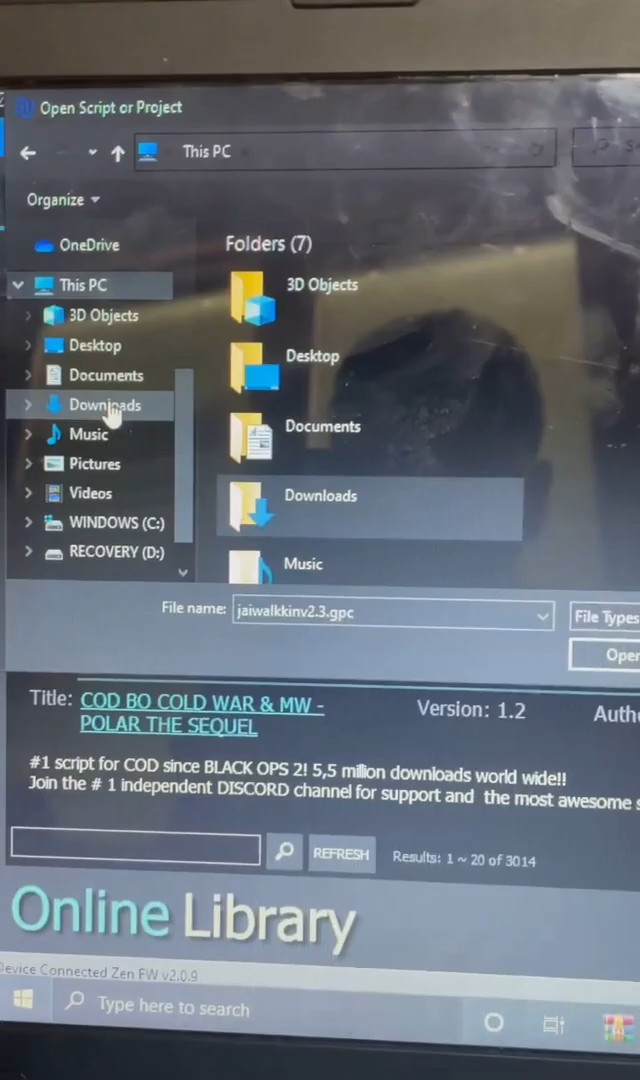 Open Script or Project
This PC
Organize
OneDrive
This PC
3D Objects
Desktop
Documents
Downloads
Music
Pictures
Videos
WINDOWS (C:)
RECOVERY (D:)
Folders (7)
3D Objects
Desktop
Documents
Downloads
Music
File name: jaiwalkkinv2.3.gpc
File Types
Open
Title: COD BO COLD WAR & MW - POLAR THE SEQUEL
Version: 1.2
Auth
#1 script for COD since BLACK OPS 2! 5,5 million downloads world wide!!
Join the # 1 independent DISCORD channel for support and the most awesome s
REFRESH
Results: 1 ~ 20 of 3014
Online Library
Device Connected Zen FW v2.0.9
Type here to search